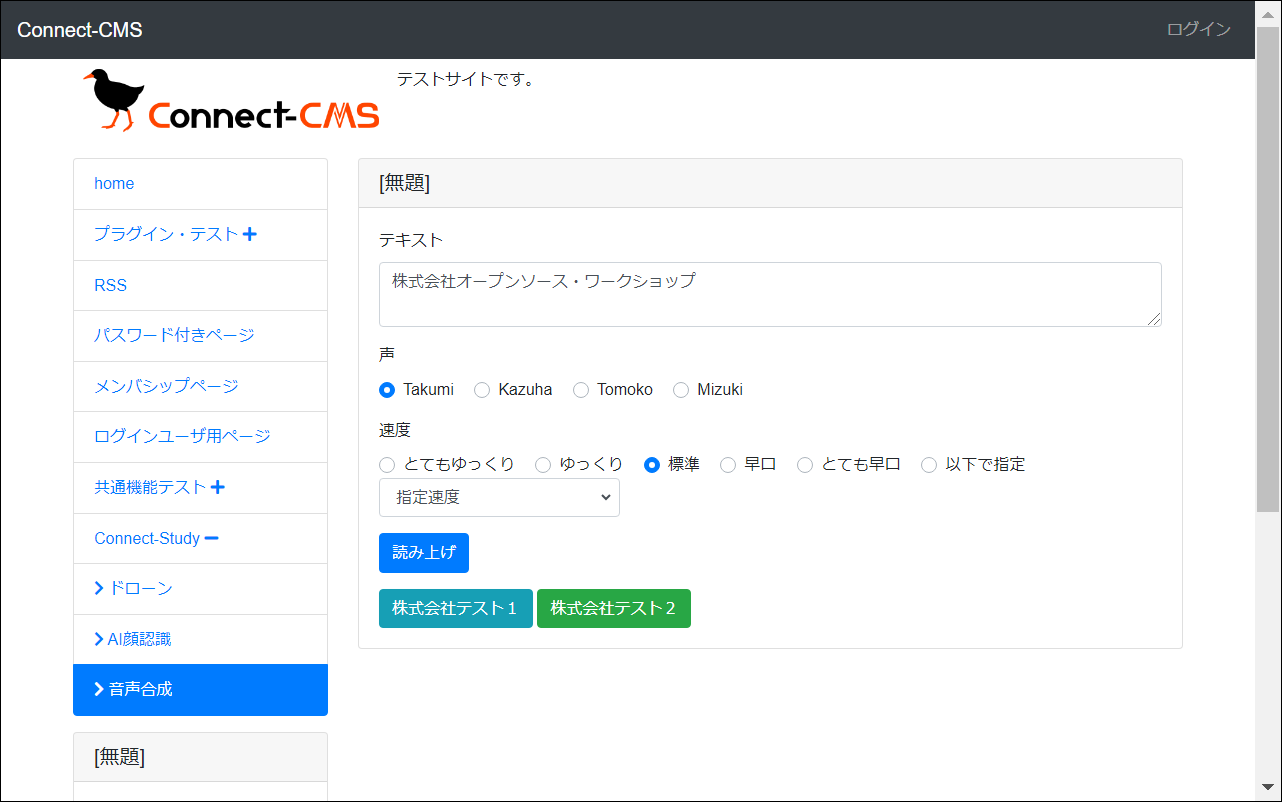 Connect-CMS
ログイン
Connect-CMS
テストサイトです。
home
プラグイン・テスト
RSS
パスワード付きページ
メンバシップページ
ログインユーザ用ページ
共通機能テスト
Connect-Study
ドローン
AI顔認識
音声合成
[無題]
[無題]
テキスト
株式会社オープンソース・ワークショップ
声
Takumi Kazuha Tomoko Mizuki
速度
とてもゆっくり ゆっくり 標準 早口 とても早口 以下で指定
指定速度
読み上げ
株式会社テスト１ 株式会社テスト２